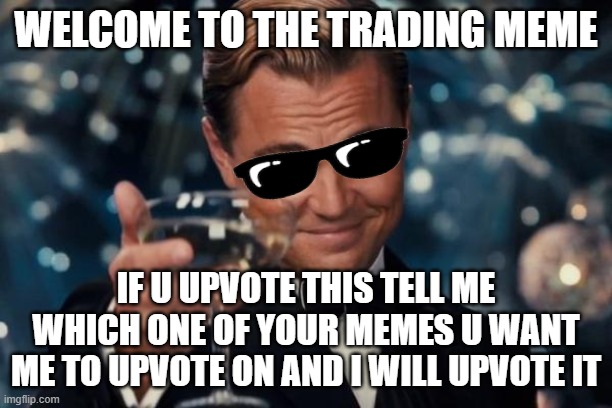 WELCOME TO THE TRADING MEME
IF U UPVOTE THIS TELL ME
WHICH ONE OF YOUR MEMES U WANT
ME TO UPVOTE ON AND I WILL UPVOTE IT
imgflip.com